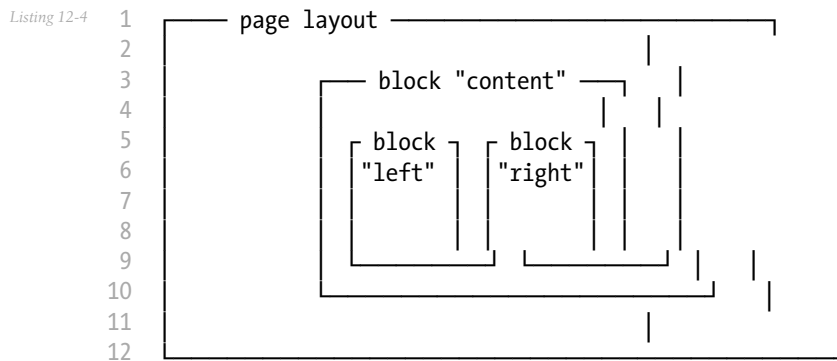 Listing 12-4
1 page layout
2
3 block "content"
4
5 block block
6 "left" "right"
7
8
9
10
11
12